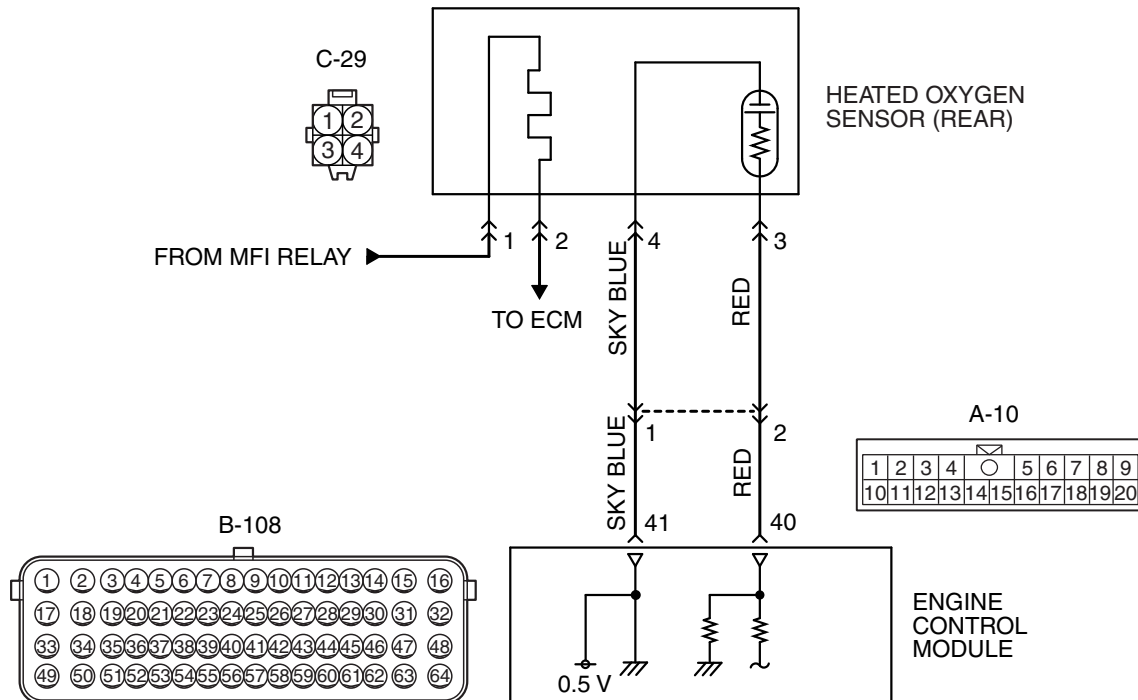 C-29
1 2
3 4
HEATED OXYGEN
SENSOR (REAR)
FROM MFI RELAY
1 2 4 3
TO ECM
SKY BLUE
RED
1 2
SKY BLUE
RED
41 40
A-10
1 2 3 4 5 6 7 8 9
10 11 12 13 14 15 16 17 18 19 20
B-108
1 2 3 4 5 6 7 8 9 10 11 12 13 14 15 16
17 18 19 20 21 22 23 24 25 26 27 28 29 30 31 32
33 34 35 36 37 38 39 40 41 42 43 44 45 46 47 48
49 50 51 52 53 54 55 56 57 58 59 60 61 62 63 64
0.5 V
ENGINE
CONTROL
MODULE